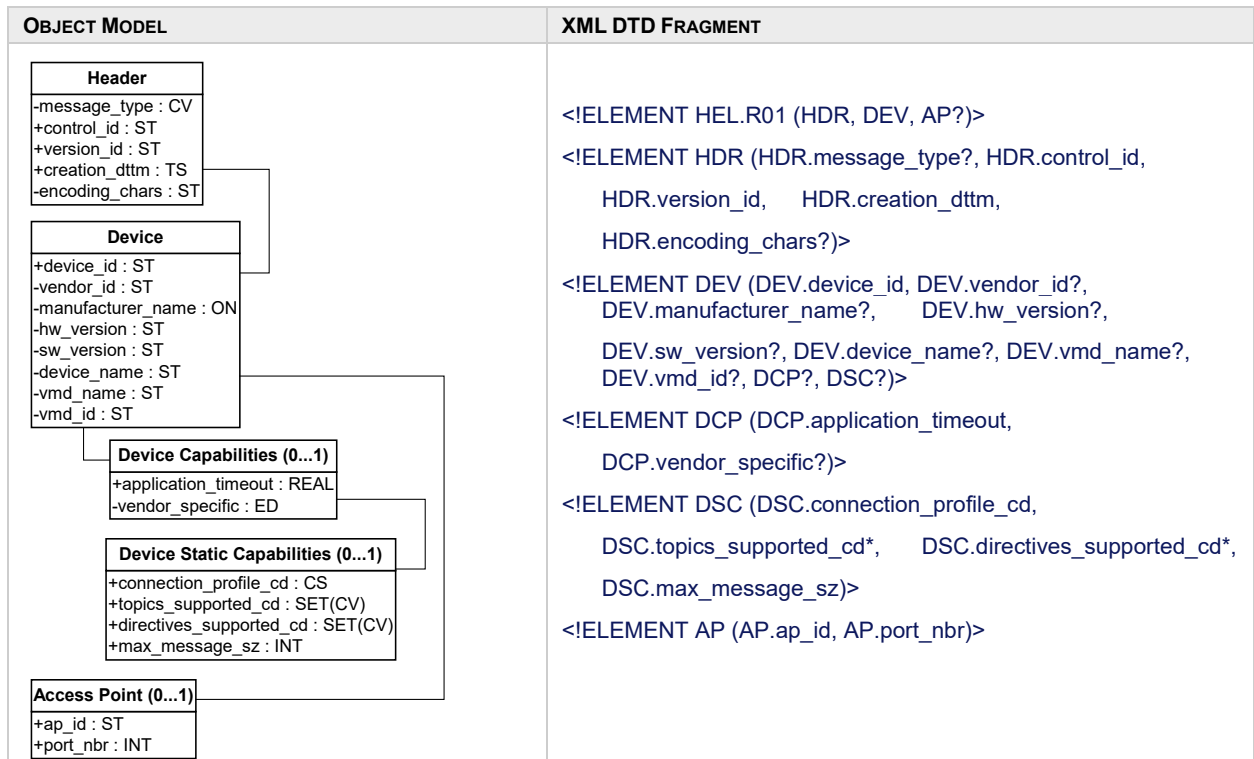 OBJECT MODEL
XML DTD FRAGMENT
Header
-message_type : CV
+control_id : ST
+version_id : ST
+creation_dttm : TS
-encoding_chars : ST
Device
+device_id : ST
-vendor_id : ST
-manufacturer_name : ON
-hw_version : ST
-sw_version : ST
-device_name : ST
-vmd_name : ST
-vmd_id : ST
Device Capabilities (0...1)
+application_timeout : REAL
-vendor_specific : ED
Device Static Capabilities (0...1)
+connection_profile_cd : CS
+topics_supported_cd : SET(CV)
+directives_supported_cd : SET(CV)
+max_message_sz : INT
Access Point (0...1)
+ap_id : ST
+port_nbr : INT
<!ELEMENT HEL.R01 (HDR, DEV, AP?)>
<!ELEMENT HDR (HDR.message_type?, HDR.control_id,
HDR.version_id, HDR.creation_dttm,
HDR.encoding_chars?)>
<!ELEMENT DEV (DEV.device_id, DEV.vendor_id?,
DEV.manufacturer_name?, DEV.hw_version?,
DEV.sw_version?, DEV.device_name?, DEV.vmd_name?,
DEV.vmd_id?, DCP?, DSC?)>
<!ELEMENT DCP (DCP.application_timeout,
DCP.vendor_specific?)>
<!ELEMENT DSC (DSC.connection_profile_cd,
DSC.topics_supported_cd*, DSC.directives_supported_cd*,
DSC.max_message_sz)>
<!ELEMENT AP (AP.ap_id, AP.port_nbr)>